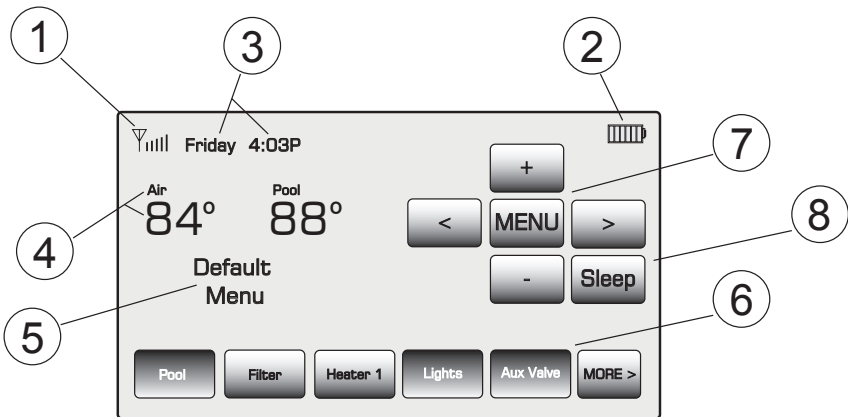 1
3
2
Friday 4:03P
+
7
Air
Pool
84°
88°
<
MENU
>
8
4
Default
Menu
-
Sleep
6
5
Pool
Filter
Heater 1
Lights
Aux Valve
MORE >